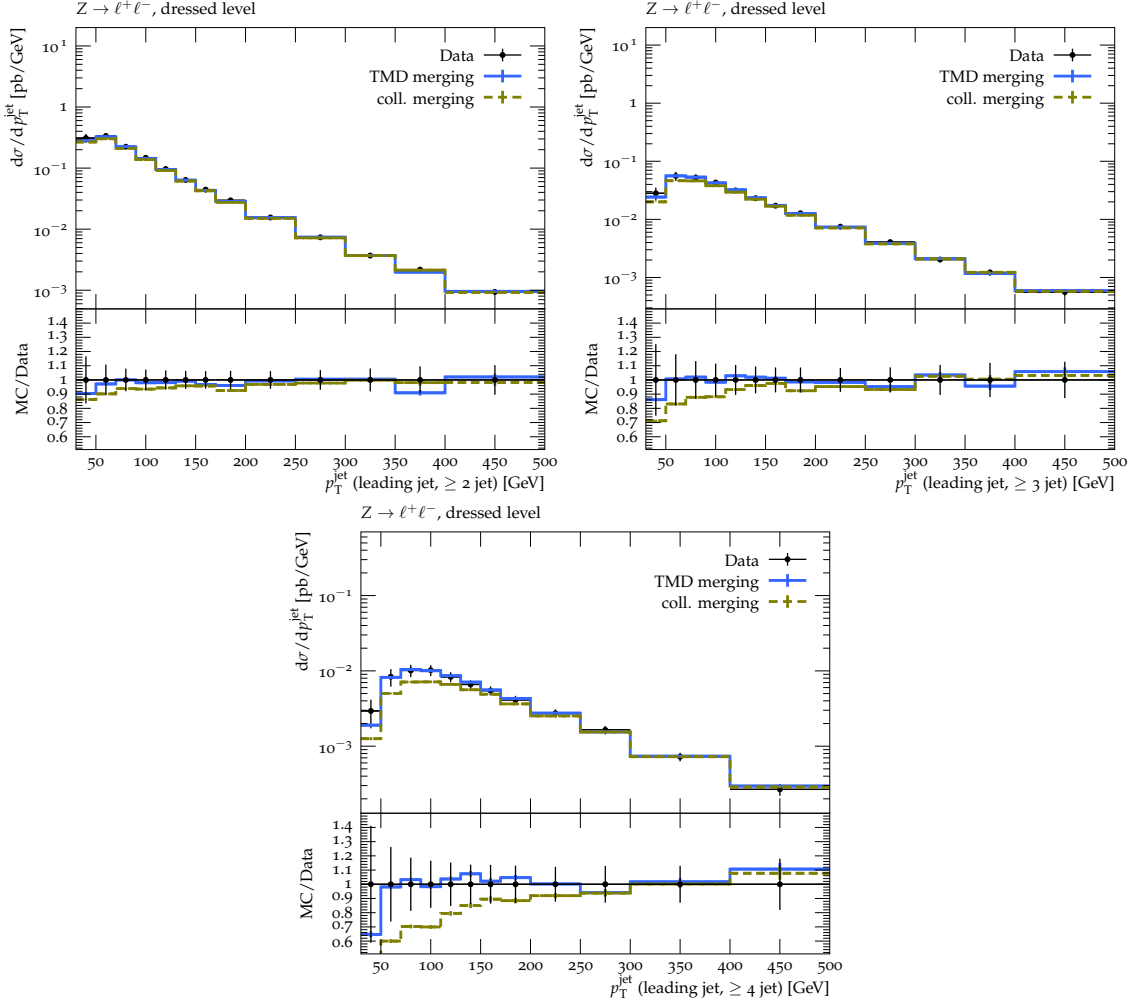 Z → ℓ⁺ℓ⁻, dressed level
dσ/dp_T^jet [pb/GeV]
Data
TMD merging
coll. merging
10¹
1
10⁻¹
10⁻²
10⁻³
MC/Data
1.4
1.3
1.2
1.1
1
0.9
0.8
0.7
0.6
50 100 150 200 250 300 350 400 450 500
p_T^jet (leading jet, ≥ 2 jet) [GeV]
Z → ℓ⁺ℓ⁻, dressed level
dσ/dp_T^jet [pb/GeV]
Data
TMD merging
coll. merging
10¹
1
10⁻¹
10⁻²
10⁻³
MC/Data
1.4
1.3
1.2
1.1
1
0.9
0.8
0.7
0.6
50 100 150 200 250 300 350 400 450 500
p_T^jet (leading jet, ≥ 3 jet) [GeV]
Z → ℓ⁺ℓ⁻, dressed level
dσ/dp_T^jet [pb/GeV]
Data
TMD merging
coll. merging
10⁻¹
10⁻²
10⁻³
MC/Data
1.4
1.3
1.2
1.1
1
0.9
0.8
0.7
0.6
50 100 150 200 250 300 350 400 450 500
p_T^jet (leading jet, ≥ 4 jet) [GeV]